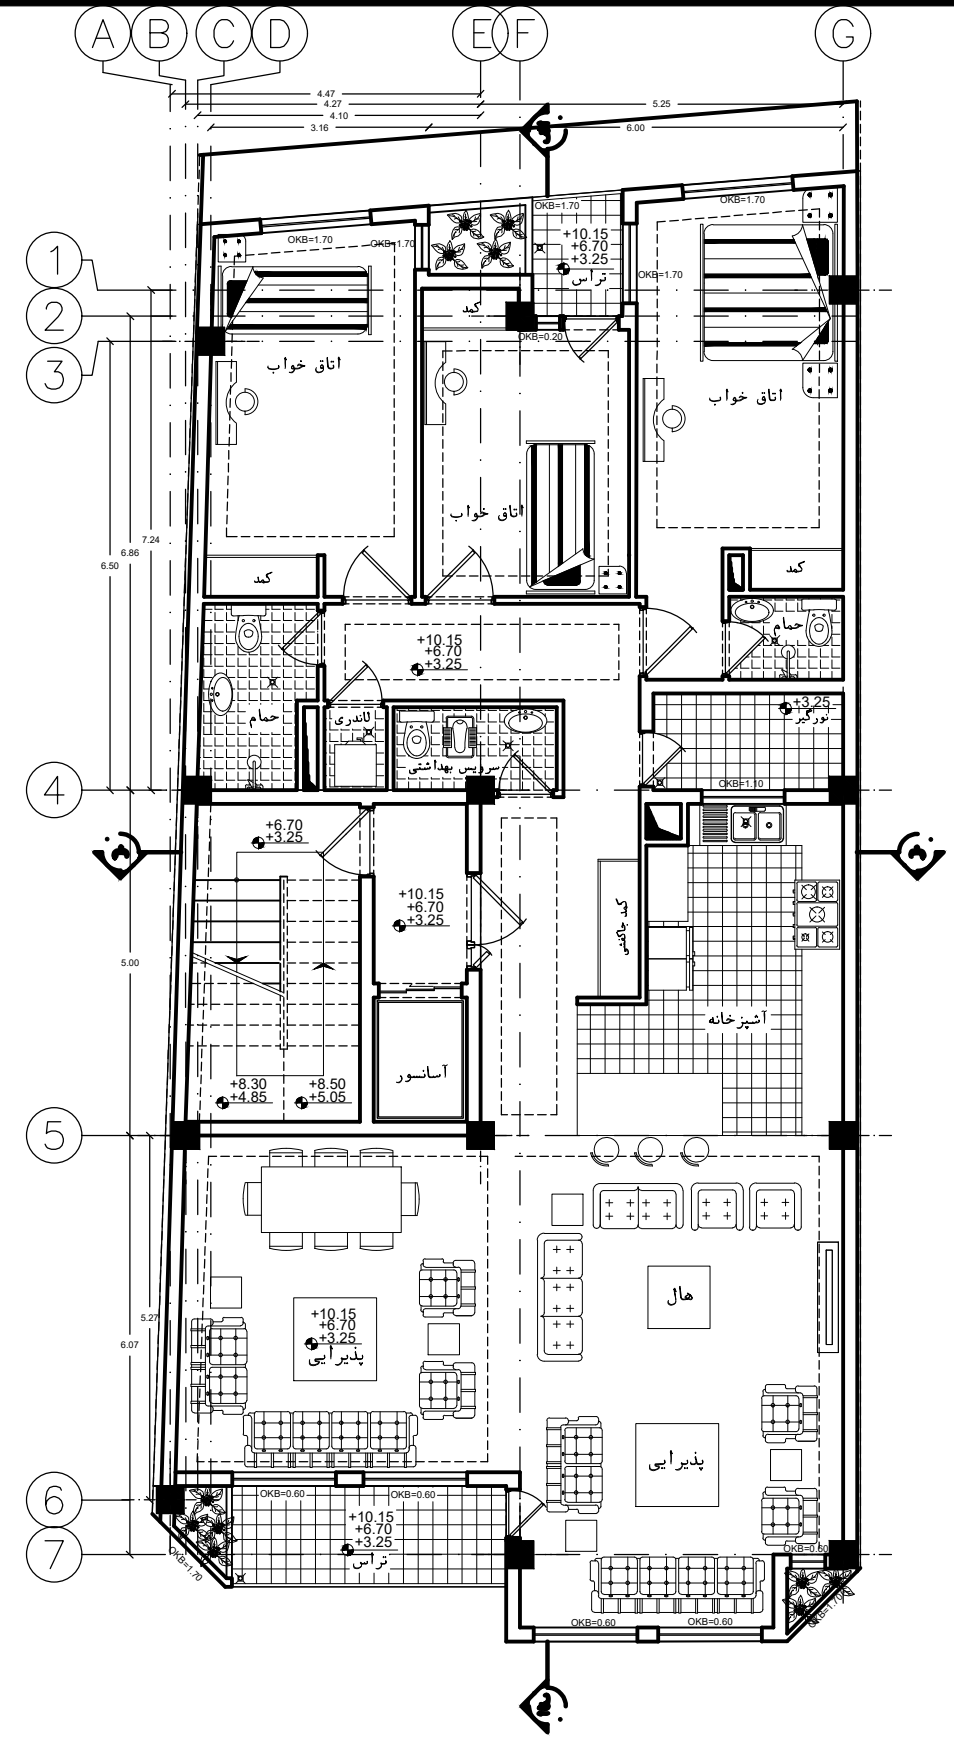 A B C D E F G
4.47
4.27
5.25
4.10
3.16
6.00
OKB=1.70
OKB=1.70
OKB=1.70
OKB=1.70
+10.15
+6.70
+3.25
تراس
OKB=1.70
1
2
3
کمد
OKB=0.20
اتاق خواب
اتاق خواب
اتاق خواب
7.24
6.86
6.50
کمد
کمد
حمام
+10.15
+6.70
+3.25
+3.25
نورگیر
حمام
لاندری
سرویس بهداشتی
OKB=1.10
4
+6.70
+3.25
+10.15
+6.70
+3.25
کمد جاکفشی
5.00
آشپزخانه
آسانسور
+8.30
+4.85
+8.50
+5.05
5
+10.15
+6.70
+3.25
پذیرایی
هال
5.27
6.07
پذیرایی
6
OKB=0.60
OKB=0.60
+10.15
+6.70
+3.25
تراس
7
OKB=1.70
OKB=0.60
OKB=1.70
OKB=0.60
OKB=0.60